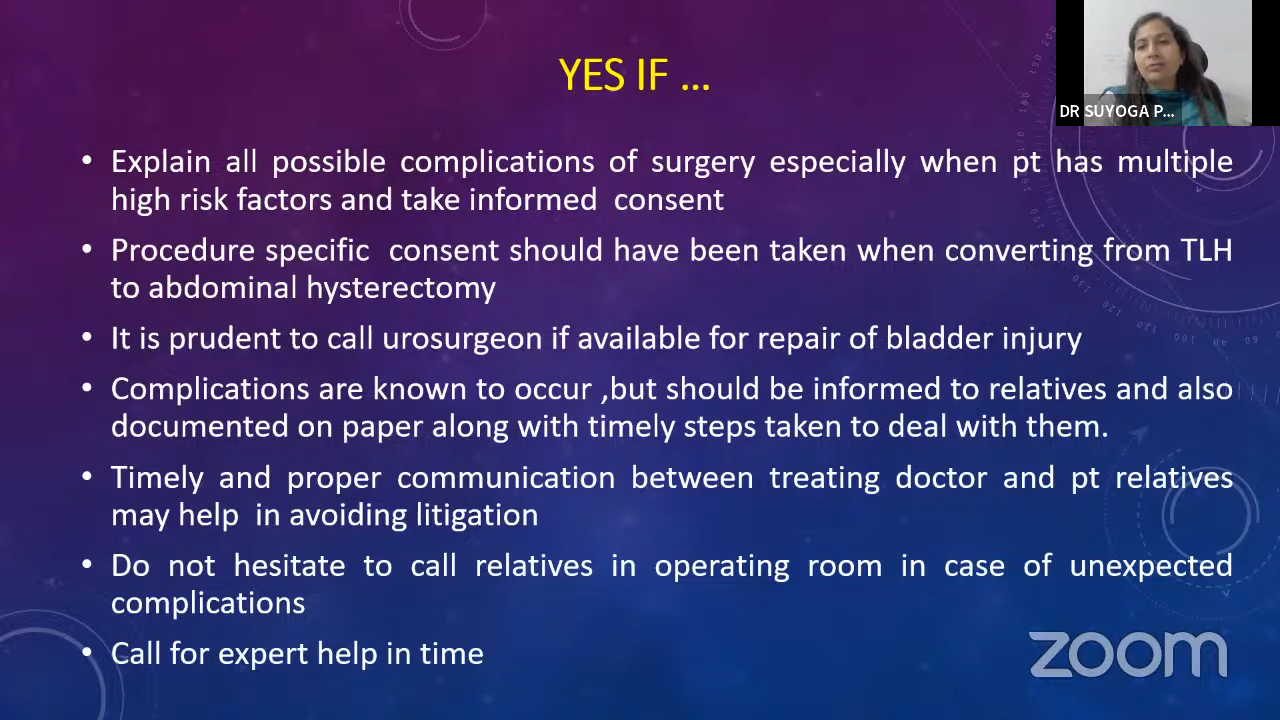 YES IF ...
DR SUYOGA P...
• Explain all possible complications of surgery especially when pt has multiple
high risk factors and take informed consent
• Procedure specific consent should have been taken when converting from TLH
to abdominal hysterectomy
• It is prudent to call urosurgeon if available for repair of bladder injury
• Complications are known to occur ,but should be informed to relatives and also
documented on paper along with timely steps taken to deal with them.
• Timely and proper communication between treating doctor and pt relatives
may help in avoiding litigation
• Do not hesitate to call relatives in operating room in case of unexpected
complications
• Call for expert help in time
zoom